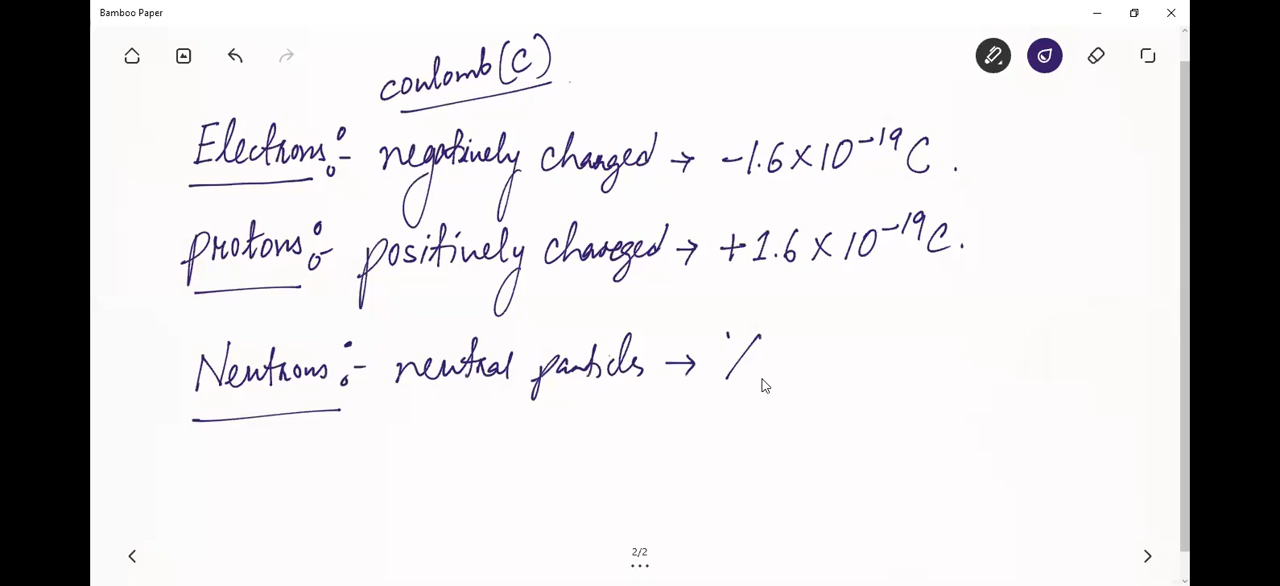 Bamboo Paper
coulomb (C)
Electrons :- negatively charged → -1.6 × 10⁻¹⁹ C.
Protons :- positively charged → +1.6 × 10⁻¹⁹ C.
Neutrons :- neutral particles →
2/2